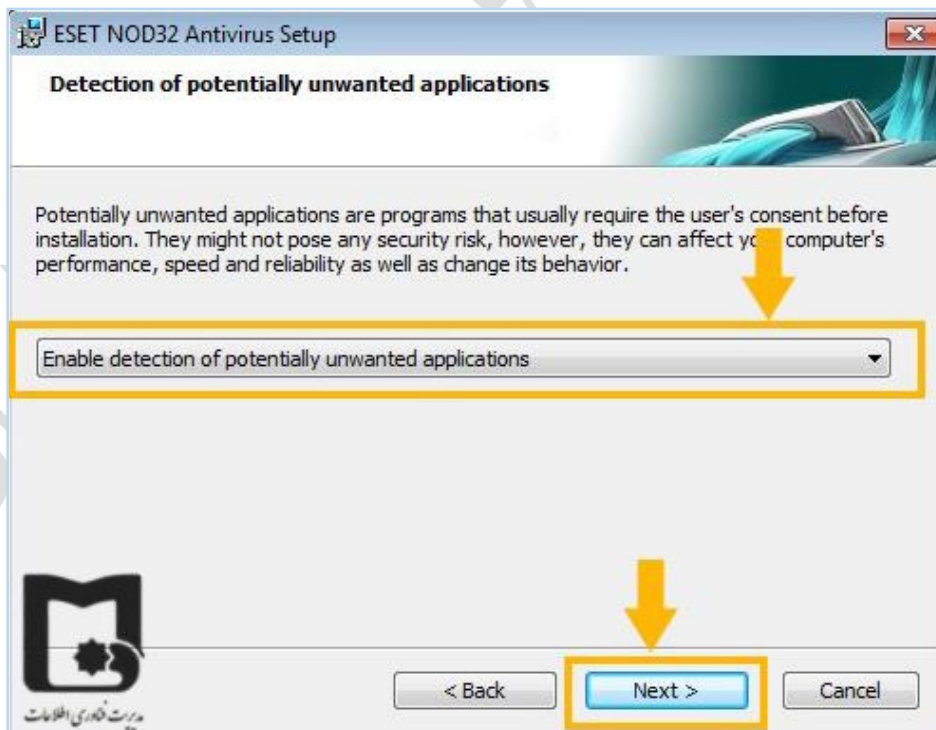 ESET NOD32 Antivirus Setup
Detection of potentially unwanted applications
Potentially unwanted applications are programs that usually require the user's consent before
installation. They might not pose any security risk, however, they can affect computer's
performance, speed and reliability as well as change its behavior.
Enable detection of potentially unwanted applications
< Back Next > Cancel
مدیریت فناوری اطلاعات